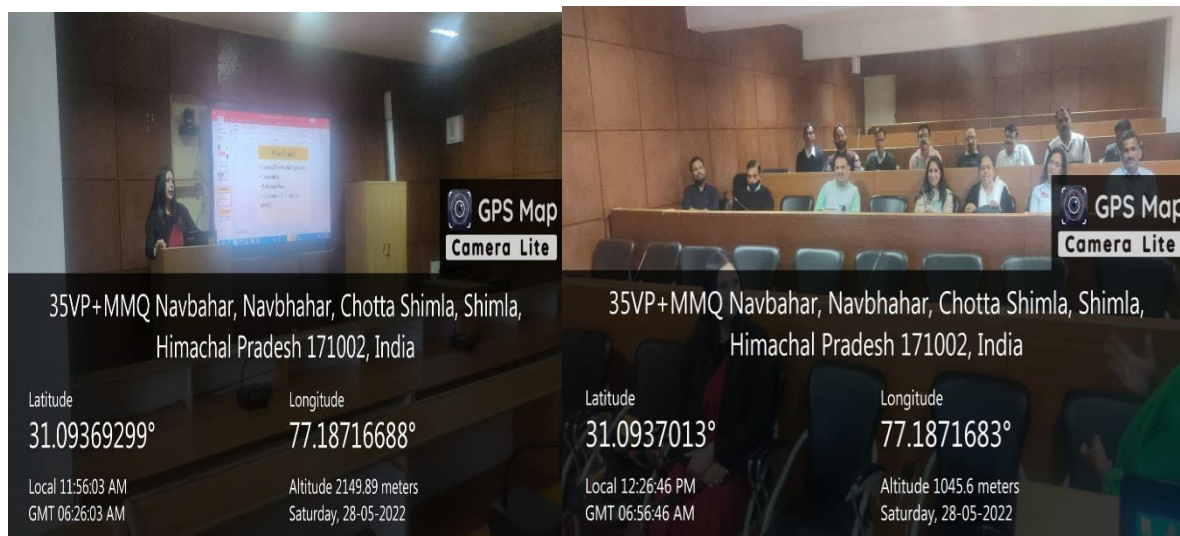 GPS Map
Camera Lite
35VP+MMQ Navbahar, Navbhahar, Chotta Shimla, Shimla,
Himachal Pradesh 171002, India
Latitude
31.09369299°
Longitude
77.18716688°
Local 11:56:03 AM
GMT 06:26:03 AM
Altitude 2149.89 meters
Saturday, 28-05-2022
GPS Map
Camera Lite
35VP+MMQ Navbahar, Navbhahar, Chotta Shimla, Shimla,
Himachal Pradesh 171002, India
Latitude
31.0937013°
Longitude
77.1871683°
Local 12:26:46 PM
GMT 06:56:46 AM
Altitude 1045.6 meters
Saturday, 28-05-2022